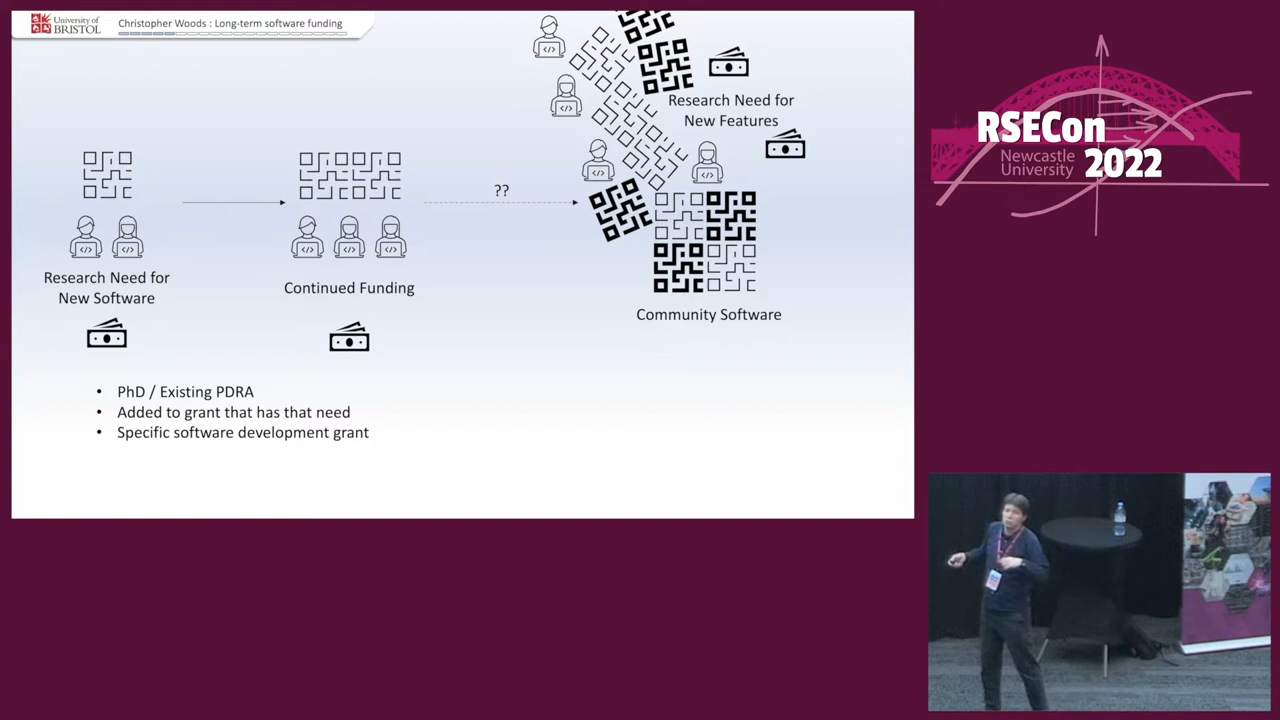 University of
BRISTOL
Christopher Woods : Long-term software funding
Research Need for
New Features
??
Research Need for
New Software
Continued Funding
Community Software
• PhD / Existing PDRA
• Added to grant that has that need
• Specific software development grant
RSECon
2022
Newcastle
University